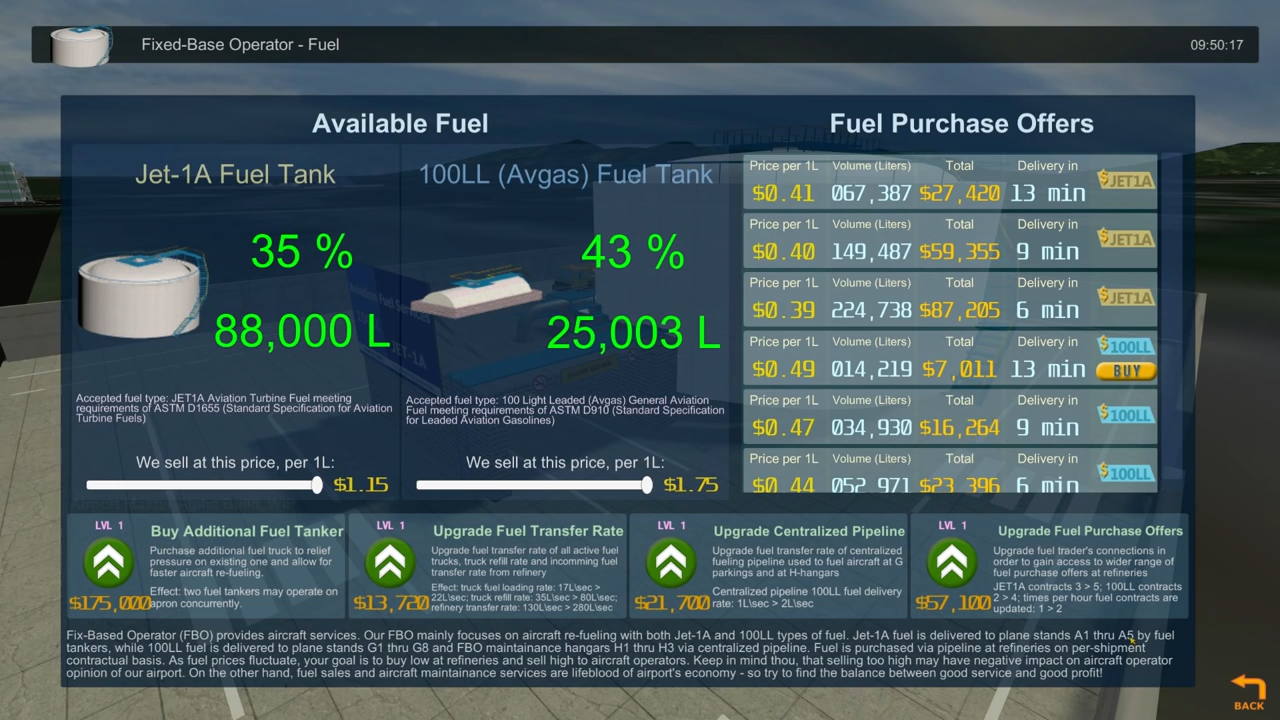 Fixed-Base Operator - Fuel
09:50:17
Available Fuel
Fuel Purchase Offers
Jet-1A Fuel Tank
35 %
88,000 L
Accepted fuel type: JET1A Aviation Turbine Fuel meeting
requirements of ASTM D1655 (Standard Specification for Aviation
Turbine Fuels)
We sell at this price, per 1L:
$1.15
100LL (Avgas) Fuel Tank
43 %
25,003 L
Accepted fuel type: 100 Light Leaded (Avgas) General Aviation
Fuel meeting requirements of ASTM D910 (Standard Specification
for Leaded Aviation Gasolines)
We sell at this price, per 1L:
$1.75
Price per 1L Volume (Liters) Total Delivery in
$0.41 067,387 $27,420 13 min $JET1A
Price per 1L Volume (Liters) Total Delivery in
$0.40 149,487 $59,355 9 min $JET1A
Price per 1L Volume (Liters) Total Delivery in
$0.39 224,738 $87,205 6 min $JET1A
Price per 1L Volume (Liters) Total Delivery in $100LL
$0.49 014,219 $7,011 13 min BUY
Price per 1L Volume (Liters) Total Delivery in
$0.47 034,930 $16,264 9 min $100LL
Price per 1L Volume (Liters) Total Delivery in
$0.44 052,971 $23,396 6 min $100LL
LVL 1
Buy Additional Fuel Tanker
Purchase additional fuel truck to relief
pressure on existing one and allow for
faster aircraft re-fueling.
Effect: two fuel tankers may operate on
apron concurrently.
$175,000
LVL 1
Upgrade Fuel Transfer Rate
Upgrade fuel transfer rate of all active fuel
trucks, truck refill rate and incomming fuel
transfer rate from refinery
Effect: truck fuel loading rate: 17L\sec >
22L\sec; truck refill rate: 35L\sec > 80L\sec;
refinery transfer rate: 130L\sec > 280L\sec
$13,720
LVL 1
Upgrade Centralized Pipeline
Upgrade fuel transfer rate of centralized
fueling pipeline used to fuel aircraft at G
parkings and at H-hangars
Centralized pipeline 100LL fuel delivery
rate: 1L\sec > 2L\sec
$21,700
LVL 1
Upgrade Fuel Purchase Offers
Upgrade fuel trader's connections in
order to gain access to wider range of
fuel purchase offers at refineries
JET1A contracts 3 > 5; 100LL contracts
2 > 4; times per hour fuel contracts are
updated: 1 > 2
$57,100
Fix-Based Operator (FBO) provides aircraft services. Our FBO mainly focuses on aircraft re-fueling with both Jet-1A and 100LL types of fuel. Jet-1A fuel is delivered to plane stands A1 thru A5 by fuel
tankers, while 100LL fuel is delivered to plane stands G1 thru G8 and FBO maintainance hangars H1 thru H3 via centralized pipeline. Fuel is purchased via pipeline at refineries on per-shipment
contractual basis. As fuel prices fluctuate, your goal is to buy low at refineries and sell high to aircraft operators. Keep in mind thou, that selling too high may have negative impact on aircraft operator
opinion of our airport. On the other hand, fuel sales and aircraft maintainance services are lifeblood of airport's economy - so try to find the balance between good service and good profit!
BACK